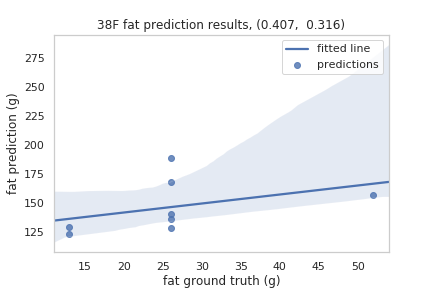 38F fat prediction results, (0.407, 0.316)
fitted line
predictions
fat prediction (g)
275
250
225
200
175
150
125
15 20 25 30 35 40 45 50
fat ground truth (g)